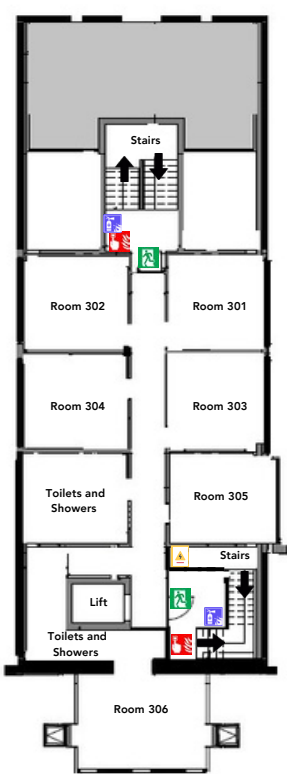 Stairs
Room 302
Room 301
Room 304
Room 303
Toilets and
Showers
Room 305
Stairs
Lift
Toilets and
Showers
Room 306